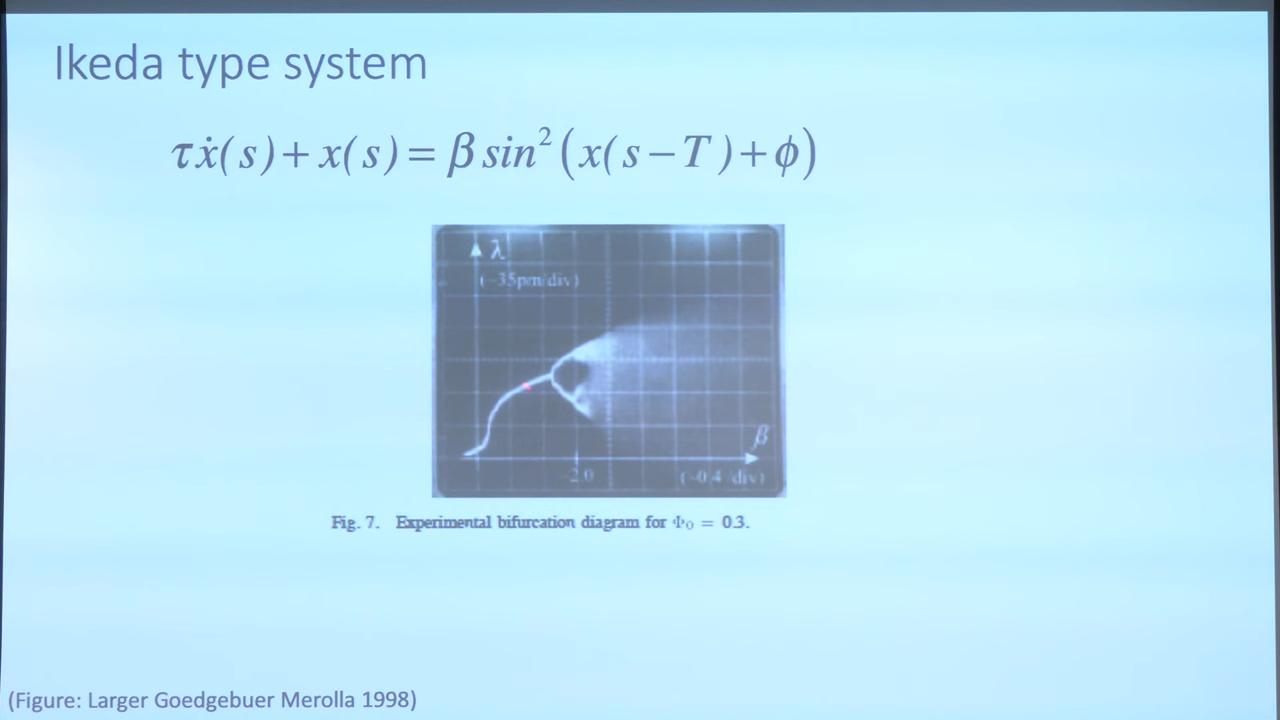 Ikeda type system
τẋ(s)+x(s)=β sin²(x(s−T)+ϕ)
λ
(~35pm/div)
β
2.0
(~0.4 /div)
Fig. 7. Experimental bifurcation diagram for Φ₀ = 0.3.
(Figure: Larger Goedgebuer Merolla 1998)